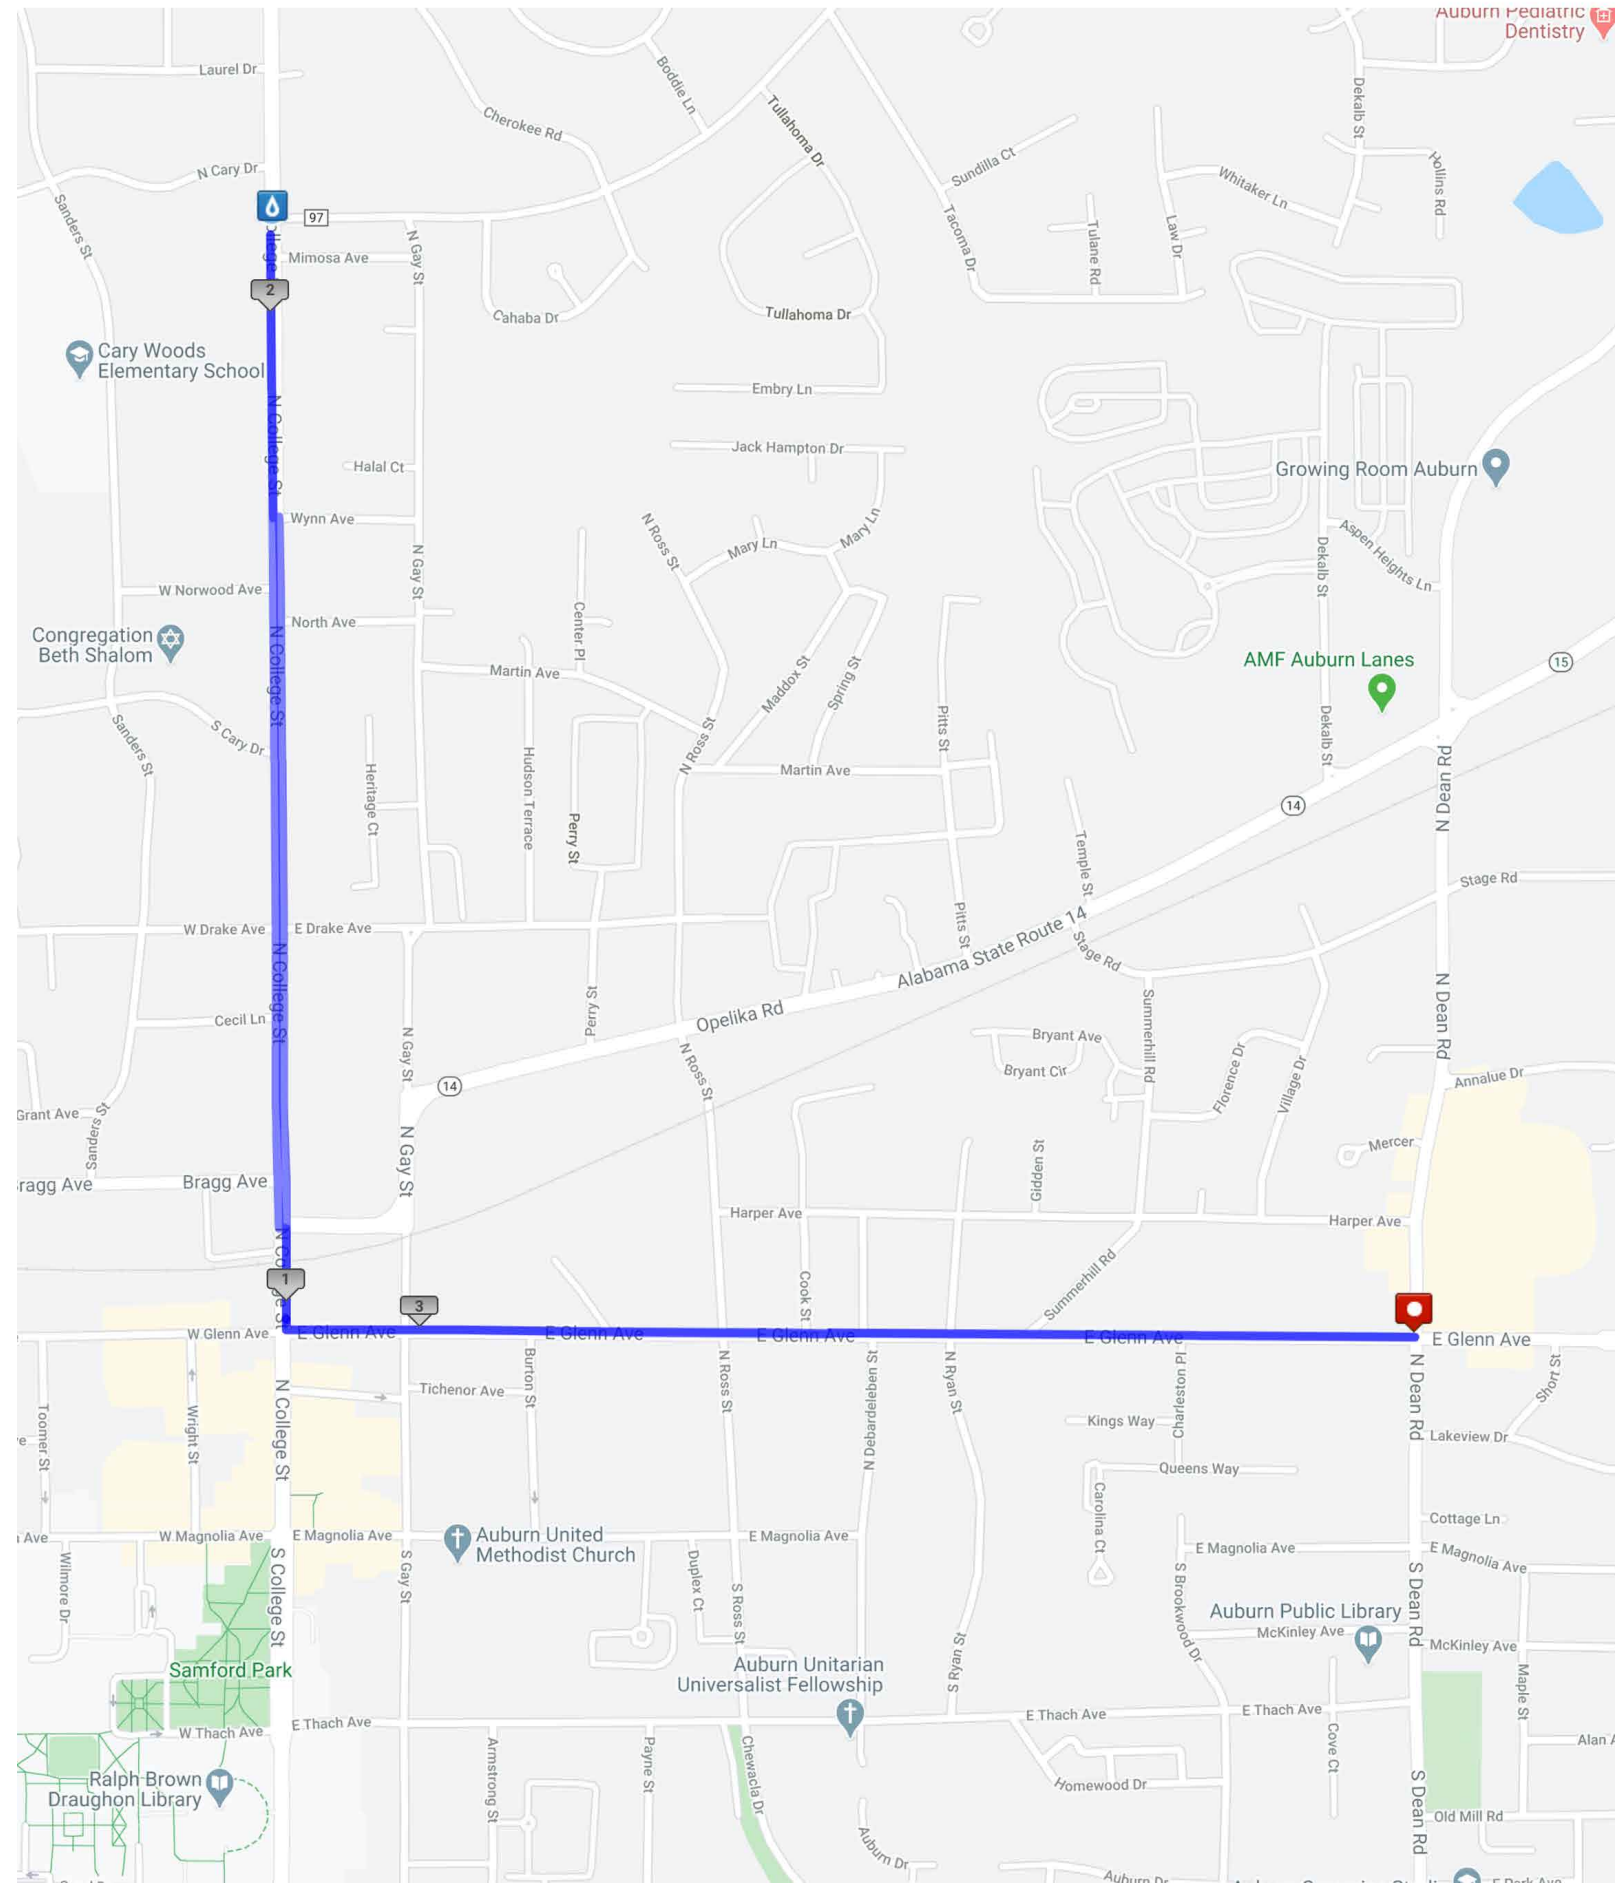 Auburn Pediatric
Dentistry
Laurel Dr
Boddie Ln
Dekalb St
Cherokee Rd
Tullahoma Dr
Sundilla Ct
N Cary Dr
Whitaker Ln
Hollins Rd
Sanders St
97
N Gay St
Tacoma Dr
Tulane Rd
Law Dr
Mimosa Ave
2
Cahaba Dr
Tullahoma Dr
Cary Woods
Elementary School
Embry Ln
N College St
Jack Hampton Dr
Halal Ct
Growing Room Auburn
Wynn Ave
N Ross St
Mary Ln
Mary Ln
Aspen Heights Ln
N Gay St
Dekalb St
W Norwood Ave
North Ave
Center Pl
Congregation
Beth Shalom
N College St
Martin Ave
Maddox St
Spring St
AMF Auburn Lanes
15
Sanders St
S Cary Dr
N Ross St
Pitts St
Dekalb St
Heritage Ct
Hudson Terrace
Martin Ave
N Dean Rd
14
Perry St
Temple St
Stage Rd
W Drake Ave
E Drake Ave
Pitts St
Alabama State Route 14
Stage Rd
N College St
Perry St
Opelika Rd
Summerhill Rd
N Dean Rd
Cecil Ln
N Gay St
N Ross St
Bryant Ave
Bryant Cir
Florence Dr
Village Dr
Annalue Dr
14
Grant Ave
Sanders St
N Gay St
Gidden St
Mercer
ragg Ave
Bragg Ave
Harper Ave
Harper Ave
1
Cook St
Summerhill Rd
3
W Glenn Ave
E Glenn Ave
E Glenn Ave
E Glenn Ave
E Glenn Ave
E Glenn Ave
N College St
Tichenor Ave
Burton St
N Ross St
N Debardeleben St
N Ryan St
Charleston Pl
N Dean Rd
Short St
Toomer St
Wright St
Kings Way
Lakeview Dr
Queens Way
Carolina Ct
Cottage Ln
Ave
W Magnolia Ave
E Magnolia Ave
Auburn United
Methodist Church
E Magnolia Ave
E Magnolia Ave
E Magnolia Ave
Wilmore Dr
S College St
S Gay St
Duplex Ct
S Ross St
S Brookwood Dr
S Dean Rd
Auburn Public Library
McKinley Ave
McKinley Ave
Samford Park
Auburn Unitarian
Universalist Fellowship
S Ryan St
Maple St
W Thach Ave
E Thach Ave
E Thach Ave
E Thach Ave
Cove Ct
Alan
Ralph Brown
Draughon Library
Armstrong St
Payne St
Chewacla Dr
Homewood Dr
S Dean Rd
Old Mill Rd
Auburn Dr
Auburn Dr
E Park Ave